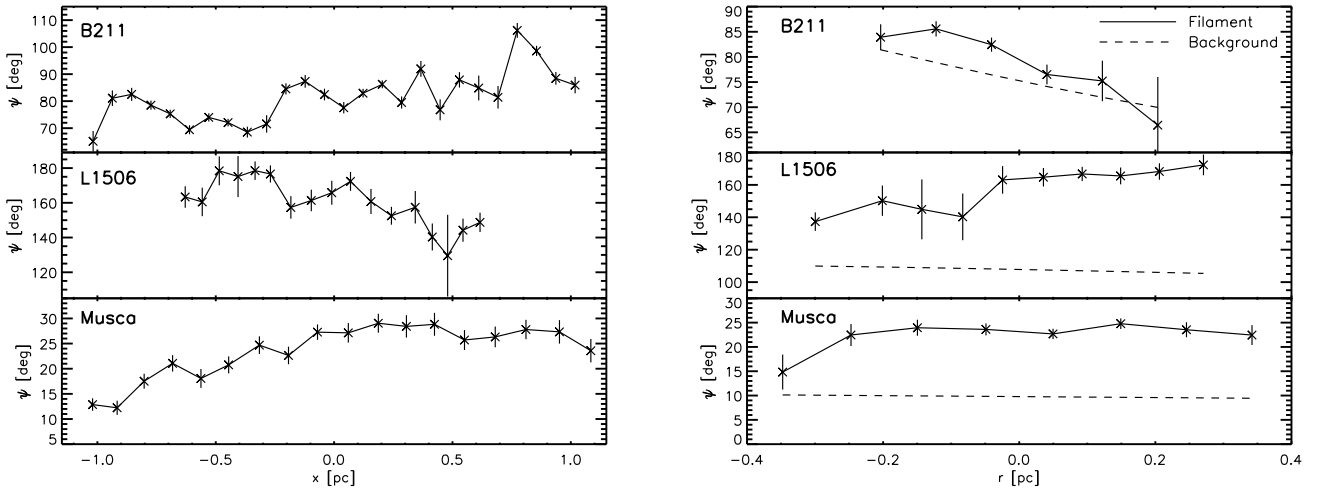 B211
ψ [deg]
110
100
90
80
70
L1506
ψ [deg]
180
160
140
120
Musca
ψ [deg]
30
25
20
15
10
5
−1.0 −0.5 0.0 0.5 1.0
x [pc]
B211
Filament
Background
ψ [deg]
90
85
80
75
70
65
L1506
ψ [deg]
180
160
140
120
100
Musca
ψ [deg]
30
25
20
15
10
5
0
−0.4 −0.2 0.0 0.2 0.4
r [pc]